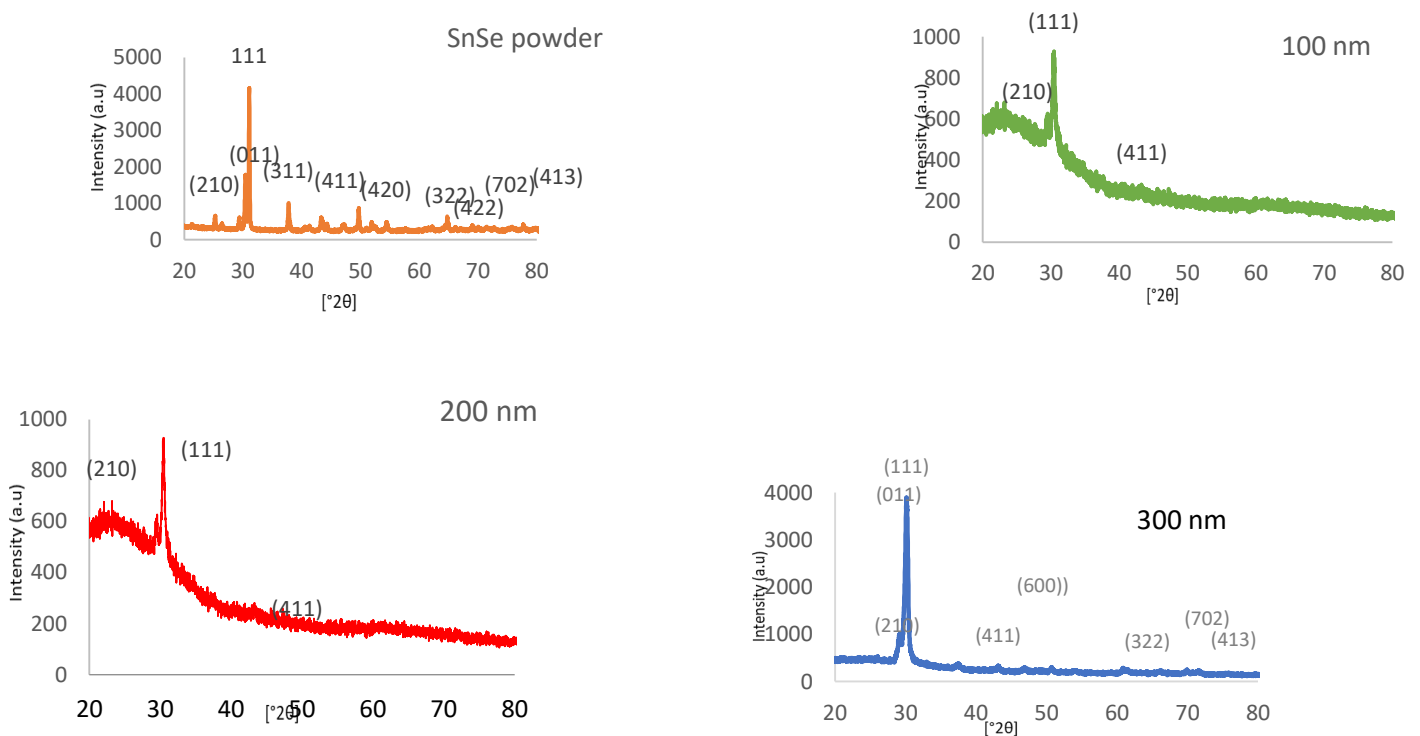 SnSe powder
111
5000
4000
3000
2000
1000
0
Intensity (a.u)
(210)
(011)
(311)
(411)
(420)
(322)
(422)
(702)
(413)
20 30 40 50 60 70 80
[°2θ]
100 nm
(111)
1000
800
600
400
200
0
Intensity (a.u)
(210)
(411)
20 30 40 50 60 70 80
[°2θ]
200 nm
1000
800
600
400
200
0
Intensity (a.u)
(210)
(111)
(411)
20 30 40 50 60 70 80
[°2θ]
300 nm
(111)
(011)
4000
3000
2000
1000
0
Intensity (a.u)
(210)
(411)
(600))
(322)
(702)
(413)
20 30 40 50 60 70 80
[°2θ]